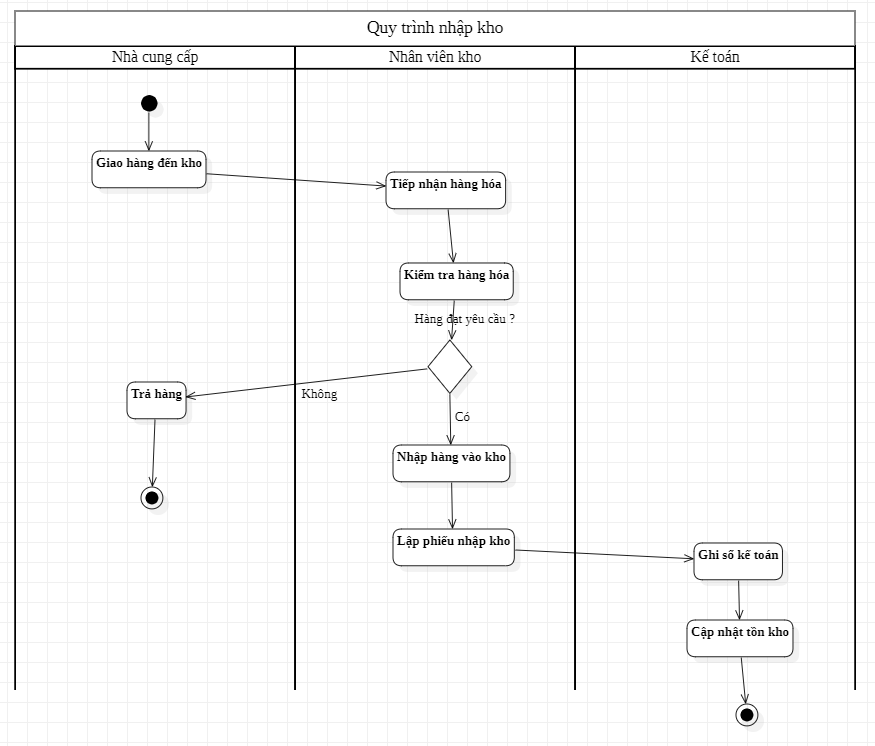 Quy trình nhập kho
Nhà cung cấp
Nhân viên kho
Kế toán
Giao hàng đến kho
Tiếp nhận hàng hóa
Kiểm tra hàng hóa
Hàng đạt yêu cầu ?
Trả hàng
Không
Có
Nhập hàng vào kho
Lập phiếu nhập kho
Ghi sổ kế toán
Cập nhật tồn kho